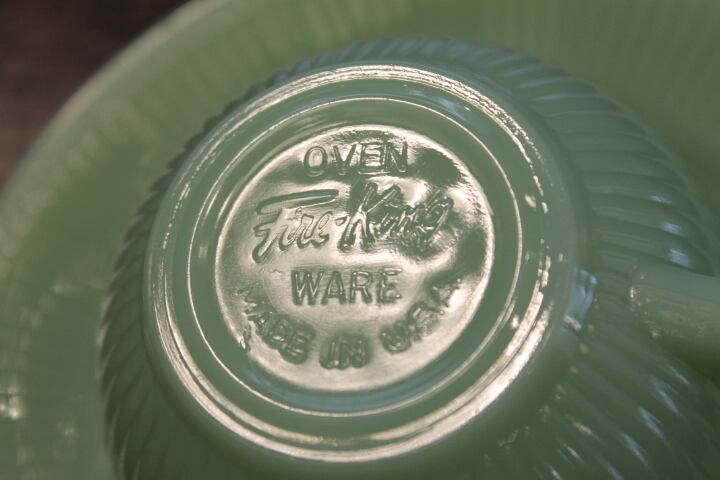 OVEN
Fire-King
WARE
MADE IN U.S.A.